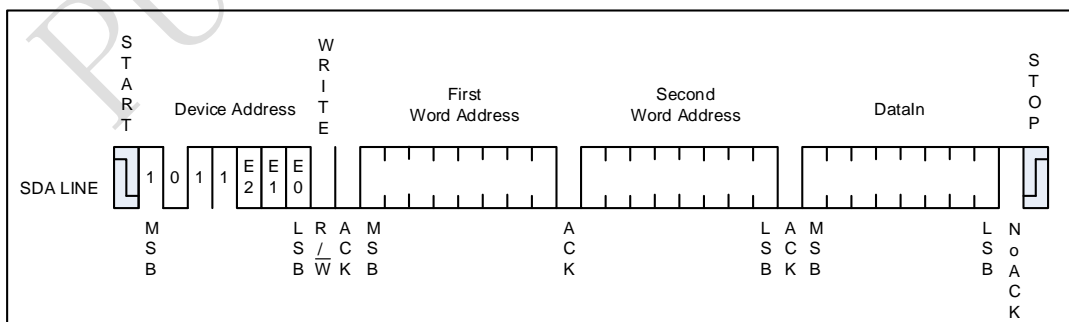 PU
START
WRITE
STOP
Device Address
First
Word Address
Second
Word Address
DataIn
SDA LINE
1 0 1 1 E2 E1 E0
MSB
LSB
R/W
ACK
MSB
ACK
LSB
ACK
MSB
LSB
NoACK